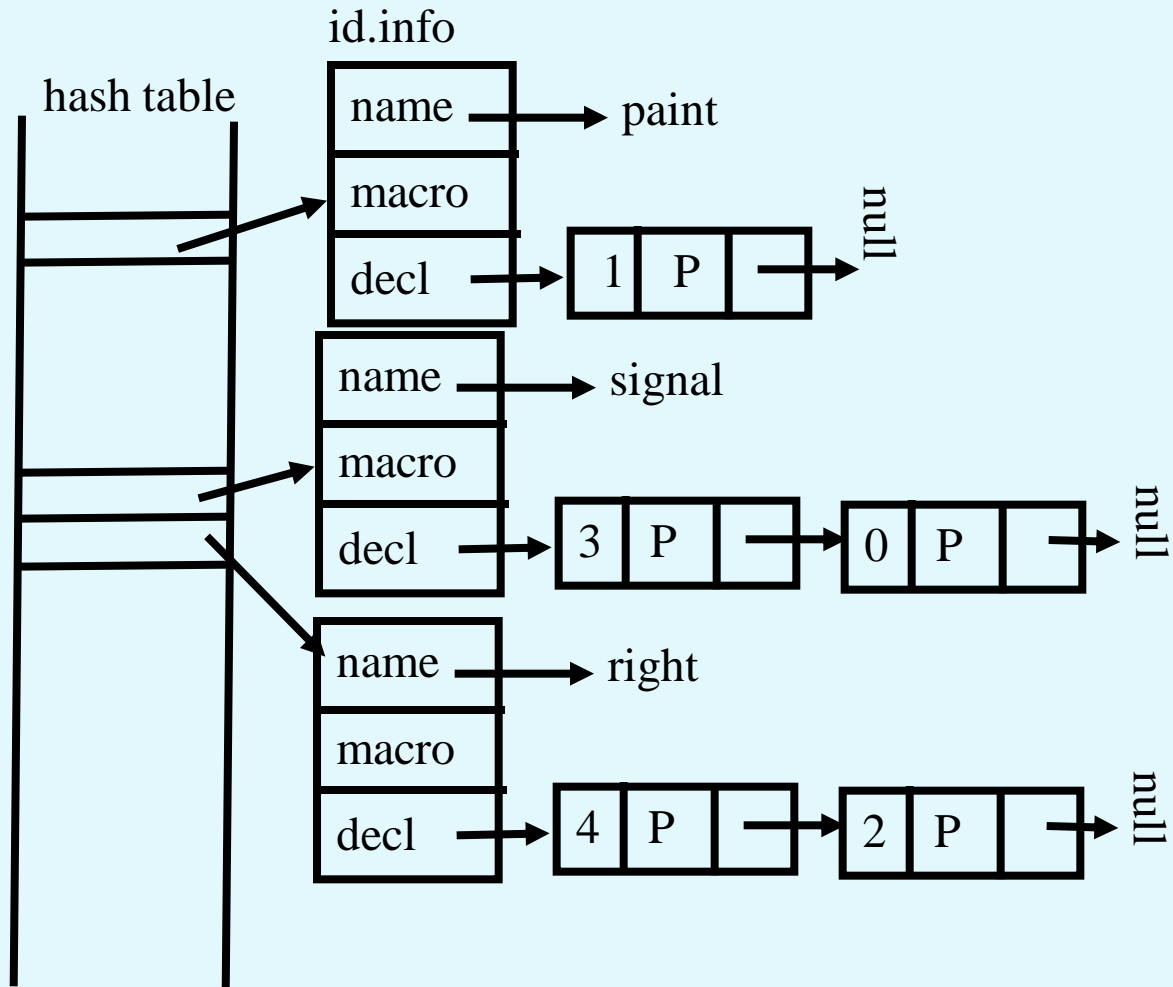 id.info
hash table
name paint
macro
decl 1 P null
name signal
macro
decl 3 P 0 P null
name right
macro
decl 4 P 2 P null